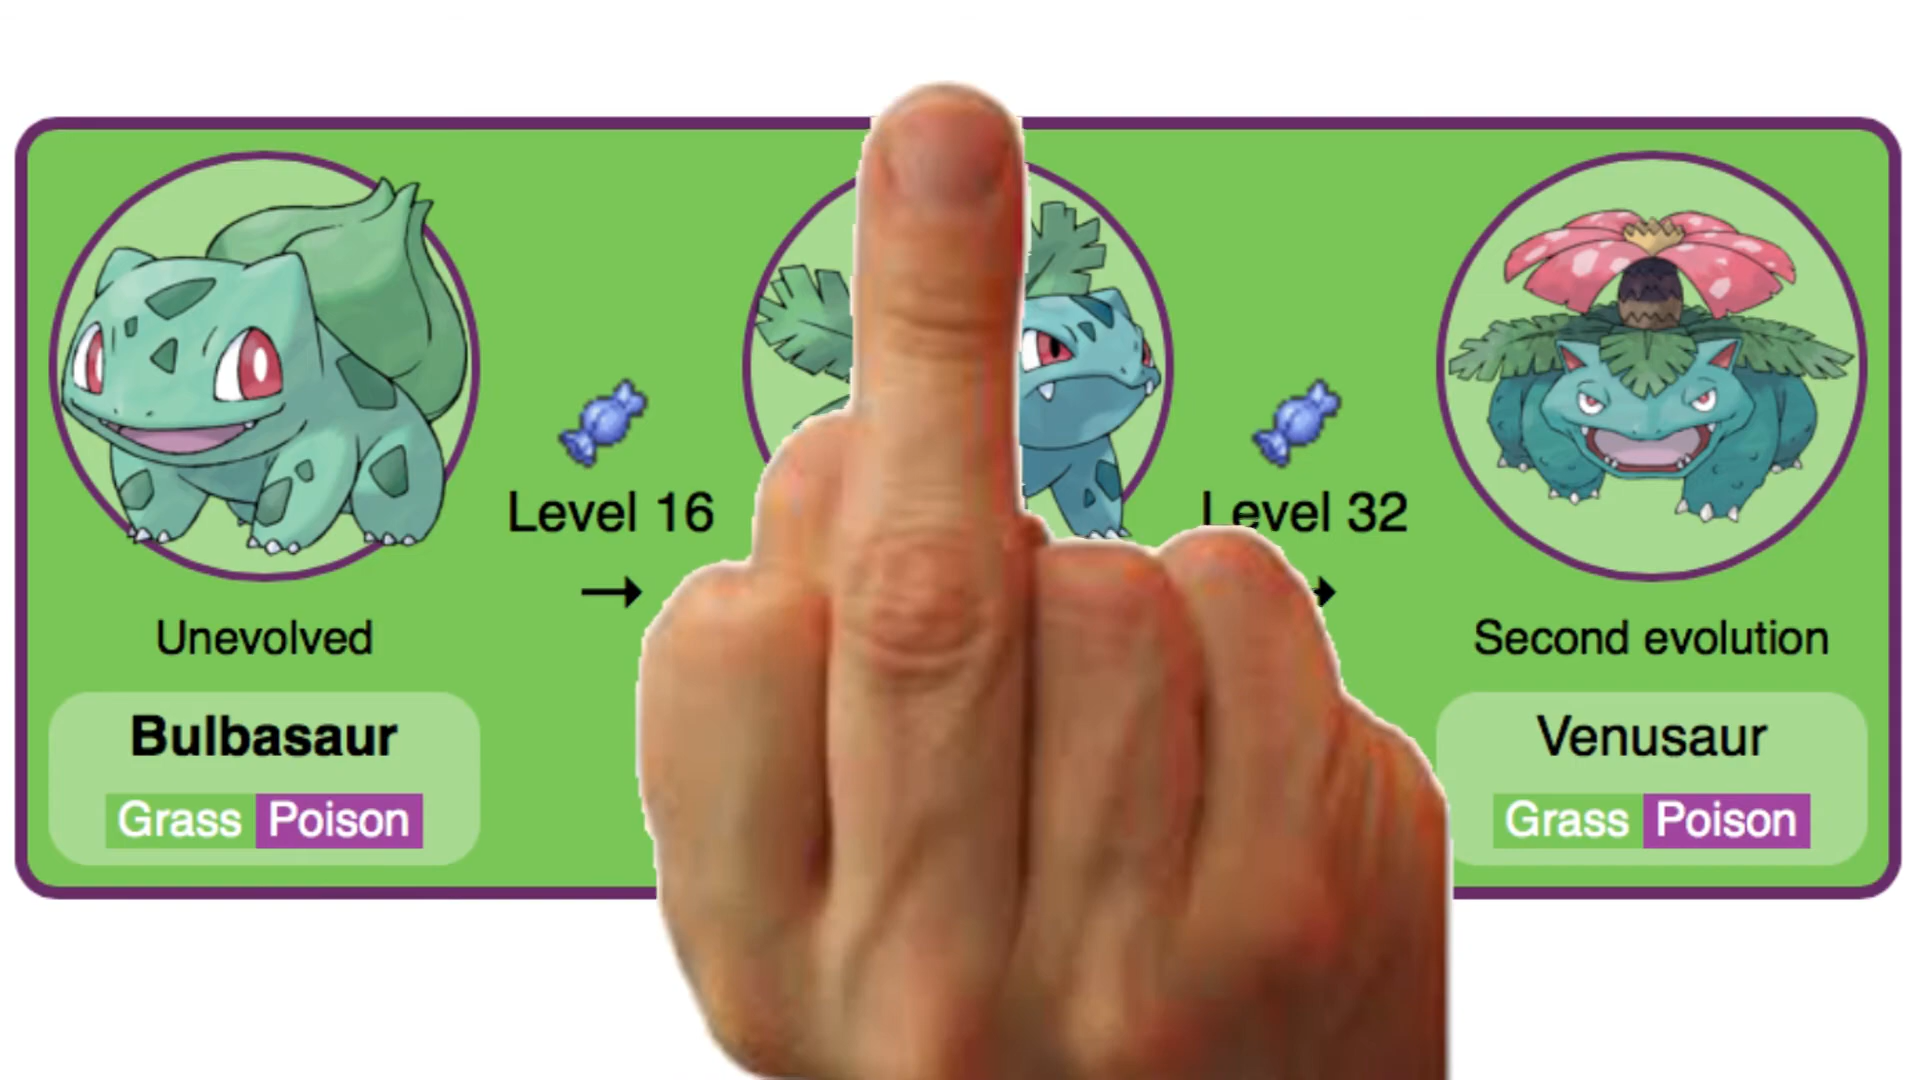 Level 16
Level 32
Unevolved
Second evolution
Bulbasaur
Venusaur
Grass Poison
Grass Poison